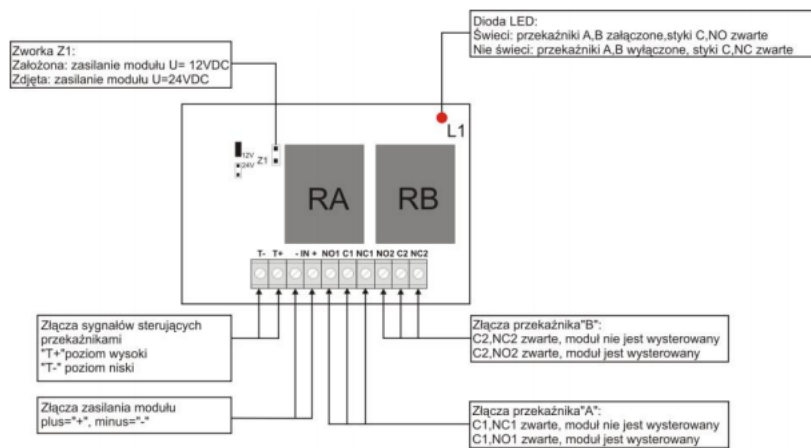 Zworka Z1:
Założona: zasilanie modułu U= 12VDC
Zdjęta: zasilanie modułu U=24VDC
Dioda LED:
Świeci: przekaźniki A,B załączone,styki C,NO zwarte
Nie świeci: przekaźniki A,B wyłączone, styki C,NC zwarte
L1
12V
24V
Z1
RA
RB
T- T+ - IN + NO1 C1 NC1 NO2 C2 NC2
Złącza sygnałów sterujących
przekaźnikami
"T+"poziom wysoki
"T-" poziom niski
Złącza przekaźnika"B":
C2,NC2 zwarte, moduł nie jest wysterowany
C2,NO2 zwarte, moduł jest wysterowany
Złącza zasilania modułu
plus="+", minus="-"
Złącza przekaźnika"A":
C1,NC1 zwarte, moduł nie jest wysterowany
C1,NO1 zwarte, moduł jest wysterowany